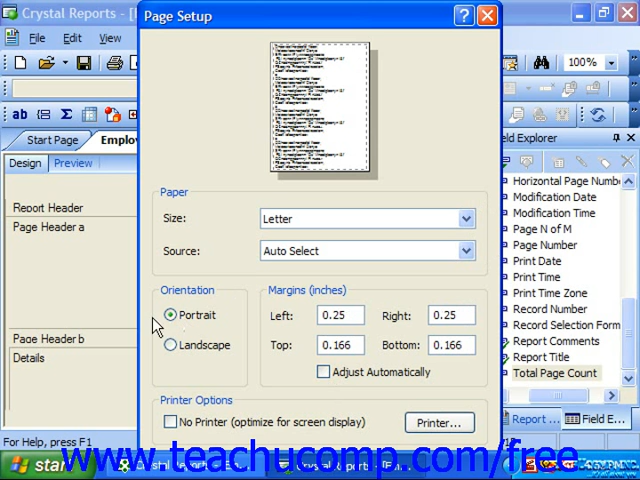 Crystal Reports - [
Page Setup
File Edit
100%
ab
Start Page Employ
eld Explorer
Design Preview
Report Header
Page Header a
Page Header b
Details
Paper
Size: Letter
Source: Auto Select
Orientation
Portrait
Landscape
Margins (inches)
Left: 0.25 Right: 0.25
Top: 0.166 Bottom: 0.166
Adjust Automatically
Printer Options
No Printer (optimize for screen display) Printer...
Horizontal Page Numbe
Modification Date
Modification Time
Page N of M
Page Number
Print Date
Print Time
Print Time Zone
Record Number
Record Selection Form
Report Comments
Report Title
Total Page Count
Report ... Field E...
For Help, press F1
start
www.teachucomp.com/free